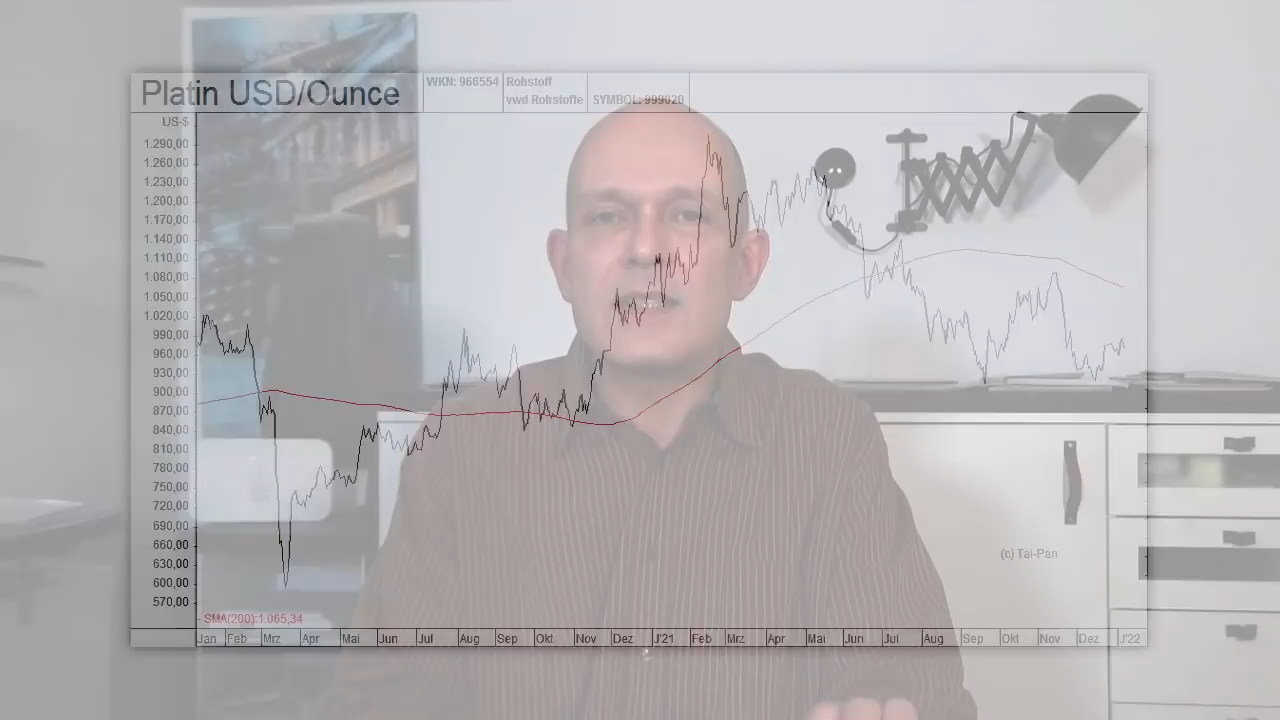 Platin USD/Ounce
WKN: 966554
Rohstoff
vwd Rohstoffe
SYMBOL: 999020
US-$
1.290,00
1.260,00
1.230,00
1.200,00
1.170,00
1.140,00
1.110,00
1.080,00
1.050,00
1.020,00
990,00
960,00
930,00
900,00
870,00
840,00
810,00
780,00
750,00
720,00
690,00
660,00
630,00
600,00
570,00
(c) Tai-Pan
SMA(200):1.065,34
Jan Feb Mrz Apr Mai Jun Jul Aug Sep Okt Nov Dez J'21 Feb Mrz Apr Mai Jun Jul Aug Sep Okt Nov Dez J'22